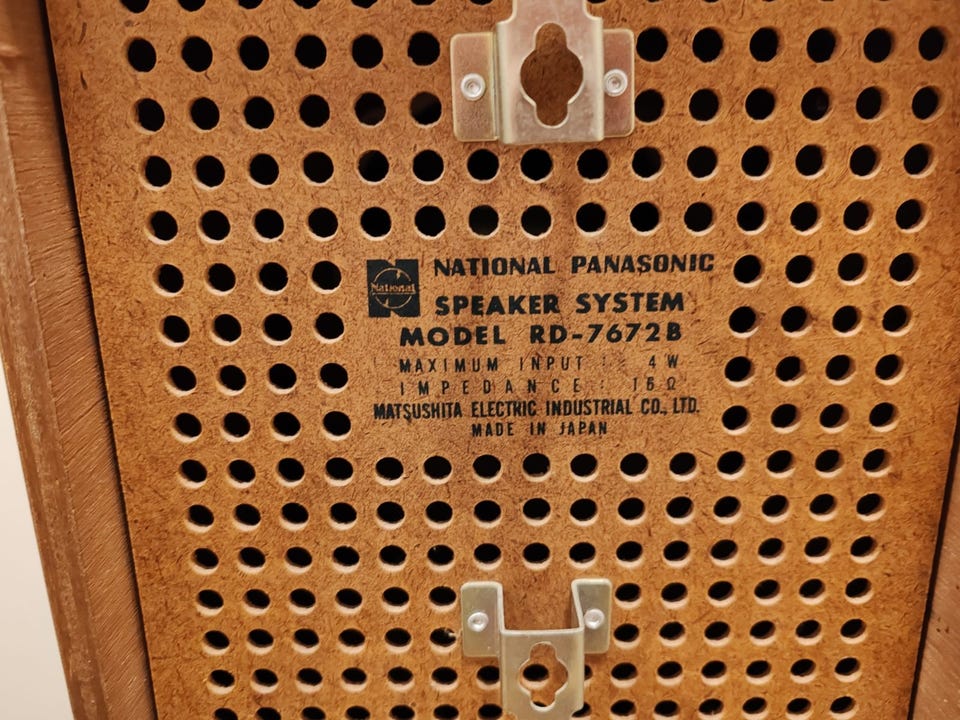 National
NATIONAL PANASONIC
SPEAKER SYSTEM
MODEL RD-7672B
MAXIMUM INPUT : 4W
IMPEDANCE : 16Ω
MATSUSHITA ELECTRIC INDUSTRIAL CO., LTD.
MADE IN JAPAN